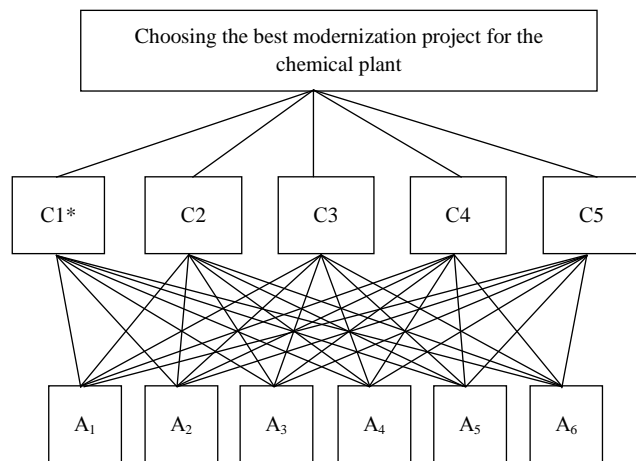 Choosing the best modernization project for the
chemical plant
C1* C2 C3 C4 C5
A₁ A₂ A₃ A₄ A₅ A₆